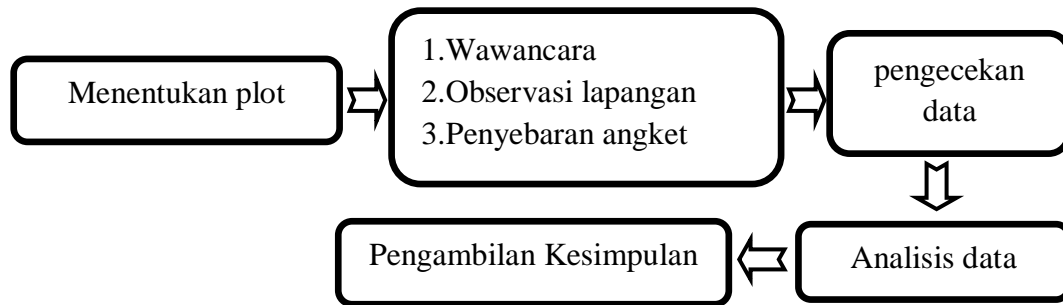 Menentukan plot
1.Wawancara
2.Observasi lapangan
3.Penyebaran angket
pengecekan
data
Analisis data
Pengambilan Kesimpulan